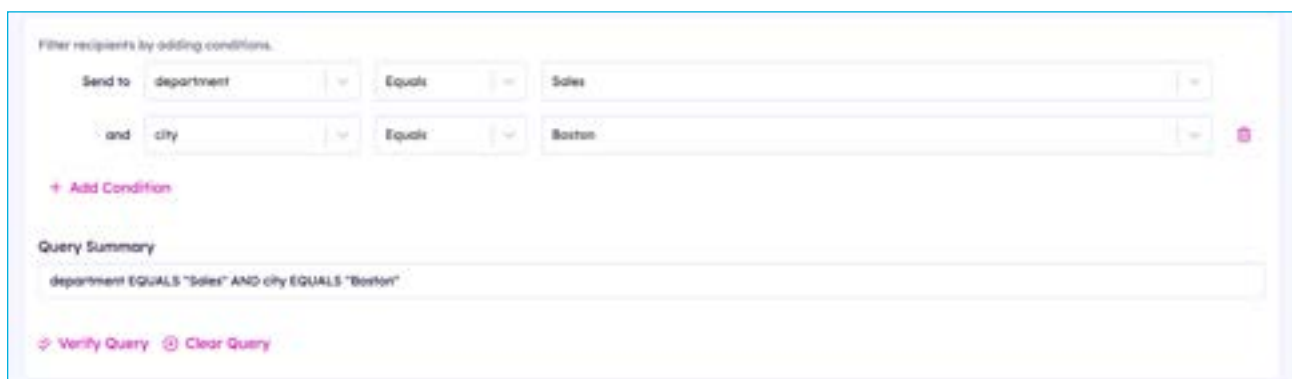 Filter recipients by adding conditions.
Send to department Equals Sales
and city Equals Boston
+ Add Condition
Query Summary
department EQUALS "Sales" AND city EQUALS "Boston"
Verify Query Clear Query